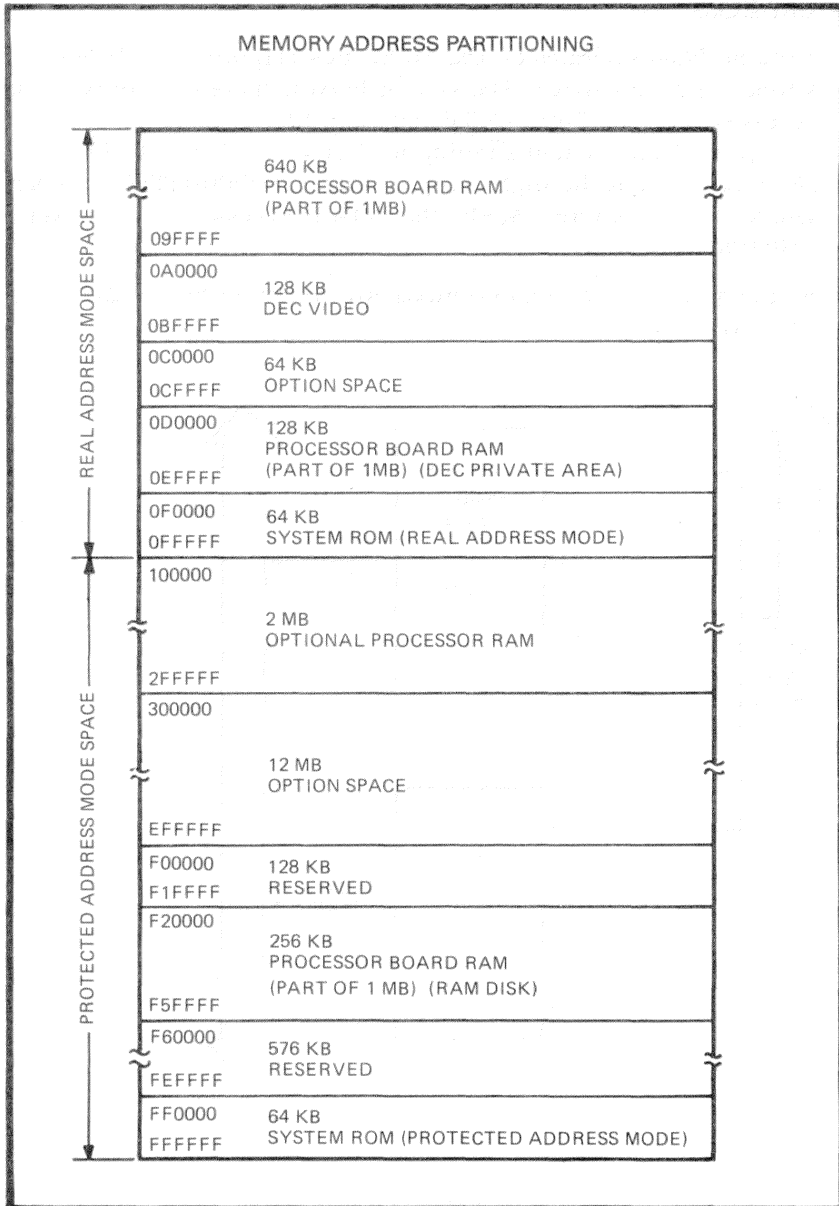 MEMORY ADDRESS PARTITIONING
REAL ADDRESS MODE SPACE
640 KB
PROCESSOR BOARD RAM
(PART OF 1MB)
09FFFF
0A0000
128 KB
DEC VIDEO
0BFFFF
0C0000
64 KB
OPTION SPACE
0CFFFF
0D0000
128 KB
PROCESSOR BOARD RAM
(PART OF 1MB) (DEC PRIVATE AREA)
0EFFFF
0F0000
64 KB
SYSTEM ROM (REAL ADDRESS MODE)
0FFFFF
PROTECTED ADDRESS MODE SPACE
100000
2 MB
OPTIONAL PROCESSOR RAM
2FFFFF
300000
12 MB
OPTION SPACE
EFFFFF
F00000
128 KB
RESERVED
F1FFFF
F20000
256 KB
PROCESSOR BOARD RAM
(PART OF 1 MB) (RAM DISK)
F5FFFF
F60000
576 KB
RESERVED
FEFFFF
FF0000
64 KB
SYSTEM ROM (PROTECTED ADDRESS MODE)
FFFFFF